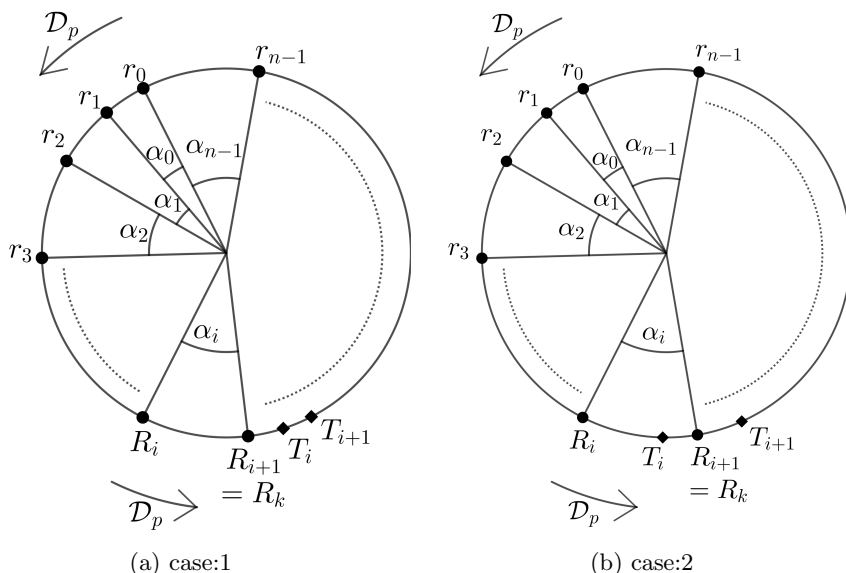 𝒟ₚ
r₀
rₙ₋₁
r₁
r₂
α₀
αₙ₋₁
α₁
α₂
r₃
αᵢ
Rᵢ
Rᵢ₊₁
Tᵢ
Tᵢ₊₁
= Rₖ
𝒟ₚ
(a) case:1
𝒟ₚ
r₀
rₙ₋₁
r₁
r₂
α₀
αₙ₋₁
α₁
α₂
r₃
αᵢ
Rᵢ
Tᵢ
Rᵢ₊₁
Tᵢ₊₁
= Rₖ
𝒟ₚ
(b) case:2